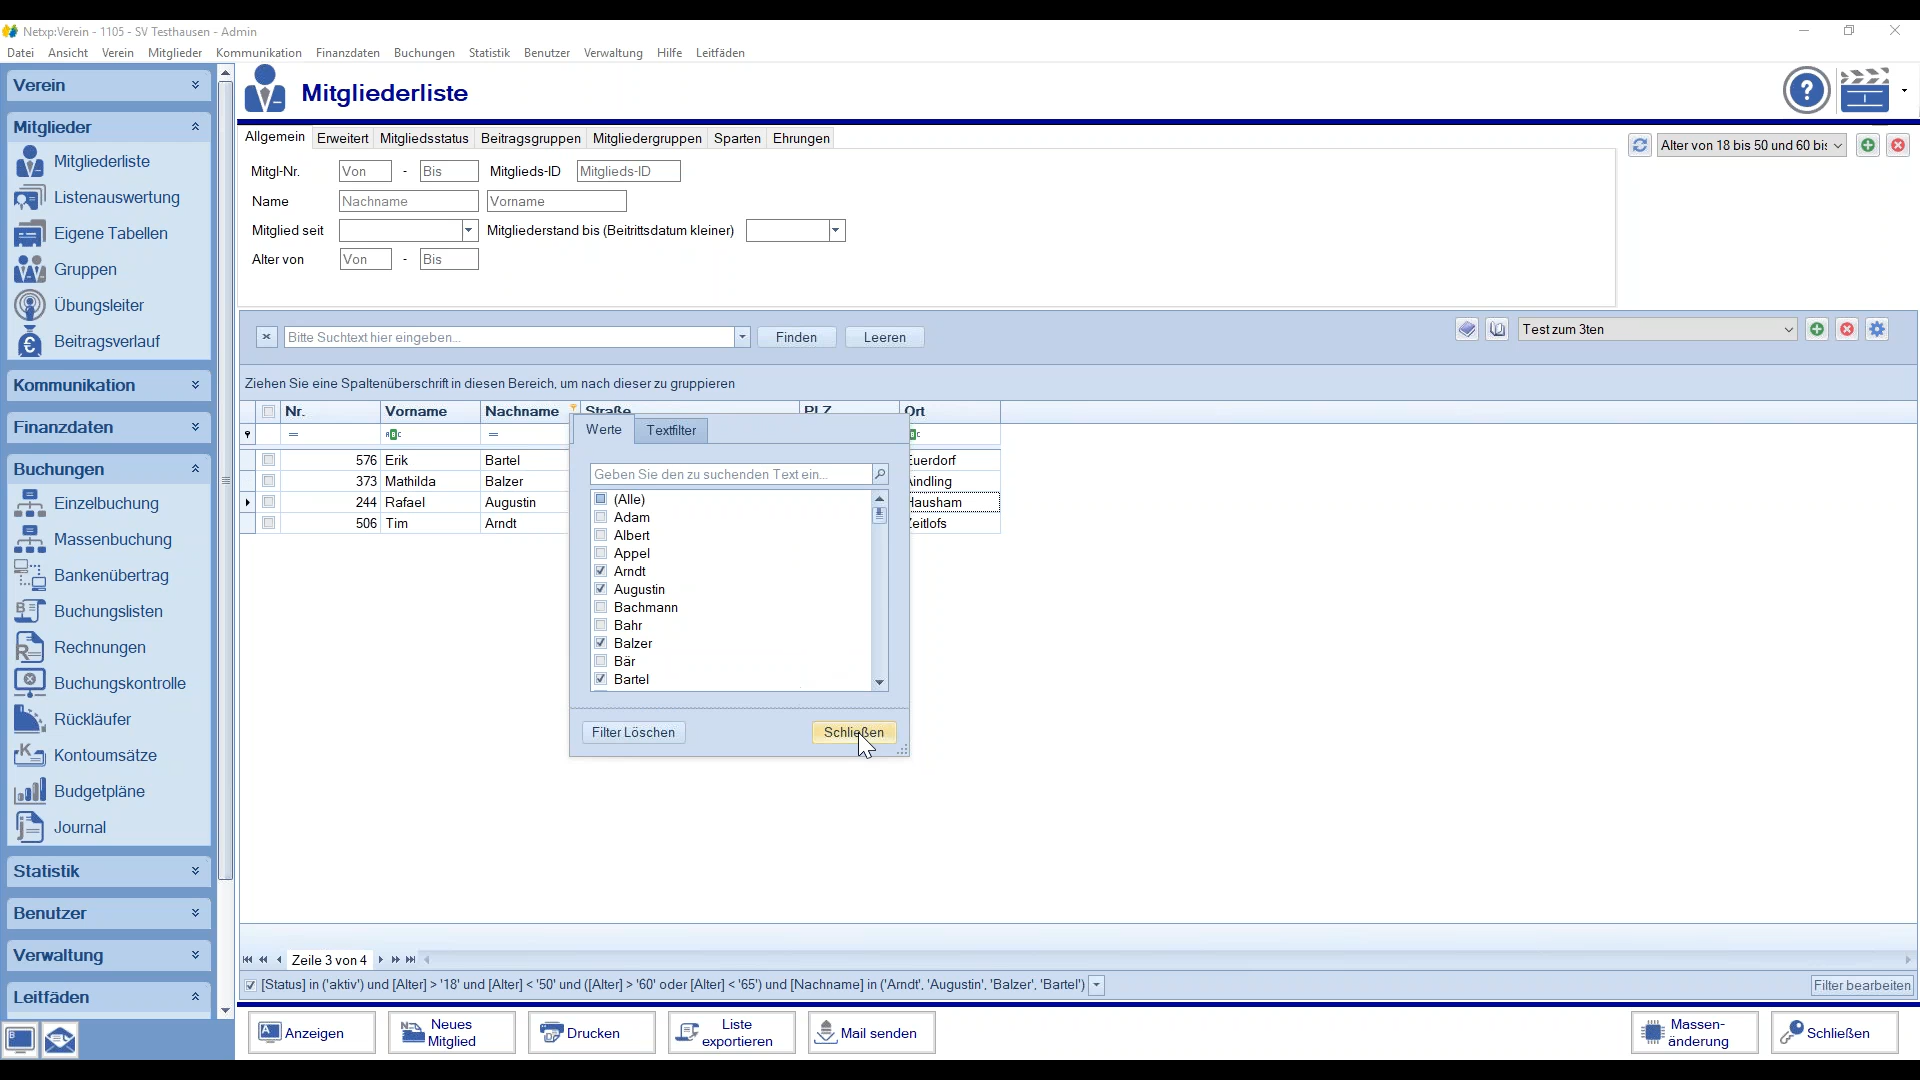 Netxp:Verein - 1105 - SV Testhausen - Admin
Datei Ansicht Verein Mitglieder Kommunikation Finanzdaten Buchungen Statistik Benutzer Verwaltung Hilfe Leitfäden
Verein
Mitglieder
Mitgliederliste
Listenauswertung
Eigene Tabellen
Gruppen
Übungsleiter
Beitragsverlauf
Kommunikation
Finanzdaten
Buchungen
Einzelbuchung
Massenbuchung
Bankenübertrag
Buchungslisten
Rechnungen
Buchungskontrolle
Rückläufer
Kontoumsätze
Budgetpläne
Journal
Statistik
Benutzer
Verwaltung
Leitfäden
Mitgliederliste
Allgemein Erweitert Mitgliedsstatus Beitragsgruppen Mitgliedergruppen Sparten Ehrungen
Alter von 18 bis 50 und 60 bis
Mitgl-Nr. Von - Bis Mitglieds-ID Mitglieds-ID
Name Nachname Vorname
Mitglied seit Mitgliederstand bis (Beitrittsdatum kleiner)
Alter von Von - Bis
Bitte Suchtext hier eingeben... Finden Leeren
Test zum 3ten
Ziehen Sie eine Spaltenüberschrift in diesen Bereich, um nach dieser zu gruppieren
Nr. Vorname Nachname Straße PLZ Ort
576 Erik Bartel Euerdorf
373 Mathilda Balzer Aindling
244 Rafael Augustin Hausham
506 Tim Arndt Zeitlofs
Werte Textfilter
Geben Sie den zu suchenden Text ein...
(Alle)
Adam
Albert
Appel
Arndt
Augustin
Bachmann
Bahr
Balzer
Bär
Bartel
Filter Löschen Schließen
Zeile 3 von 4
[Status] in ('aktiv') und [Alter] > '18' und [Alter] < '50' und ([Alter] > '60' oder [Alter] < '65') und [Nachname] in ('Arndt', 'Augustin', 'Balzer', 'Bartel')
Filter bearbeiten
Anzeigen
Neues
Mitglied
Drucken
Liste
exportieren
Mail senden
Massen-
änderung
Schließen